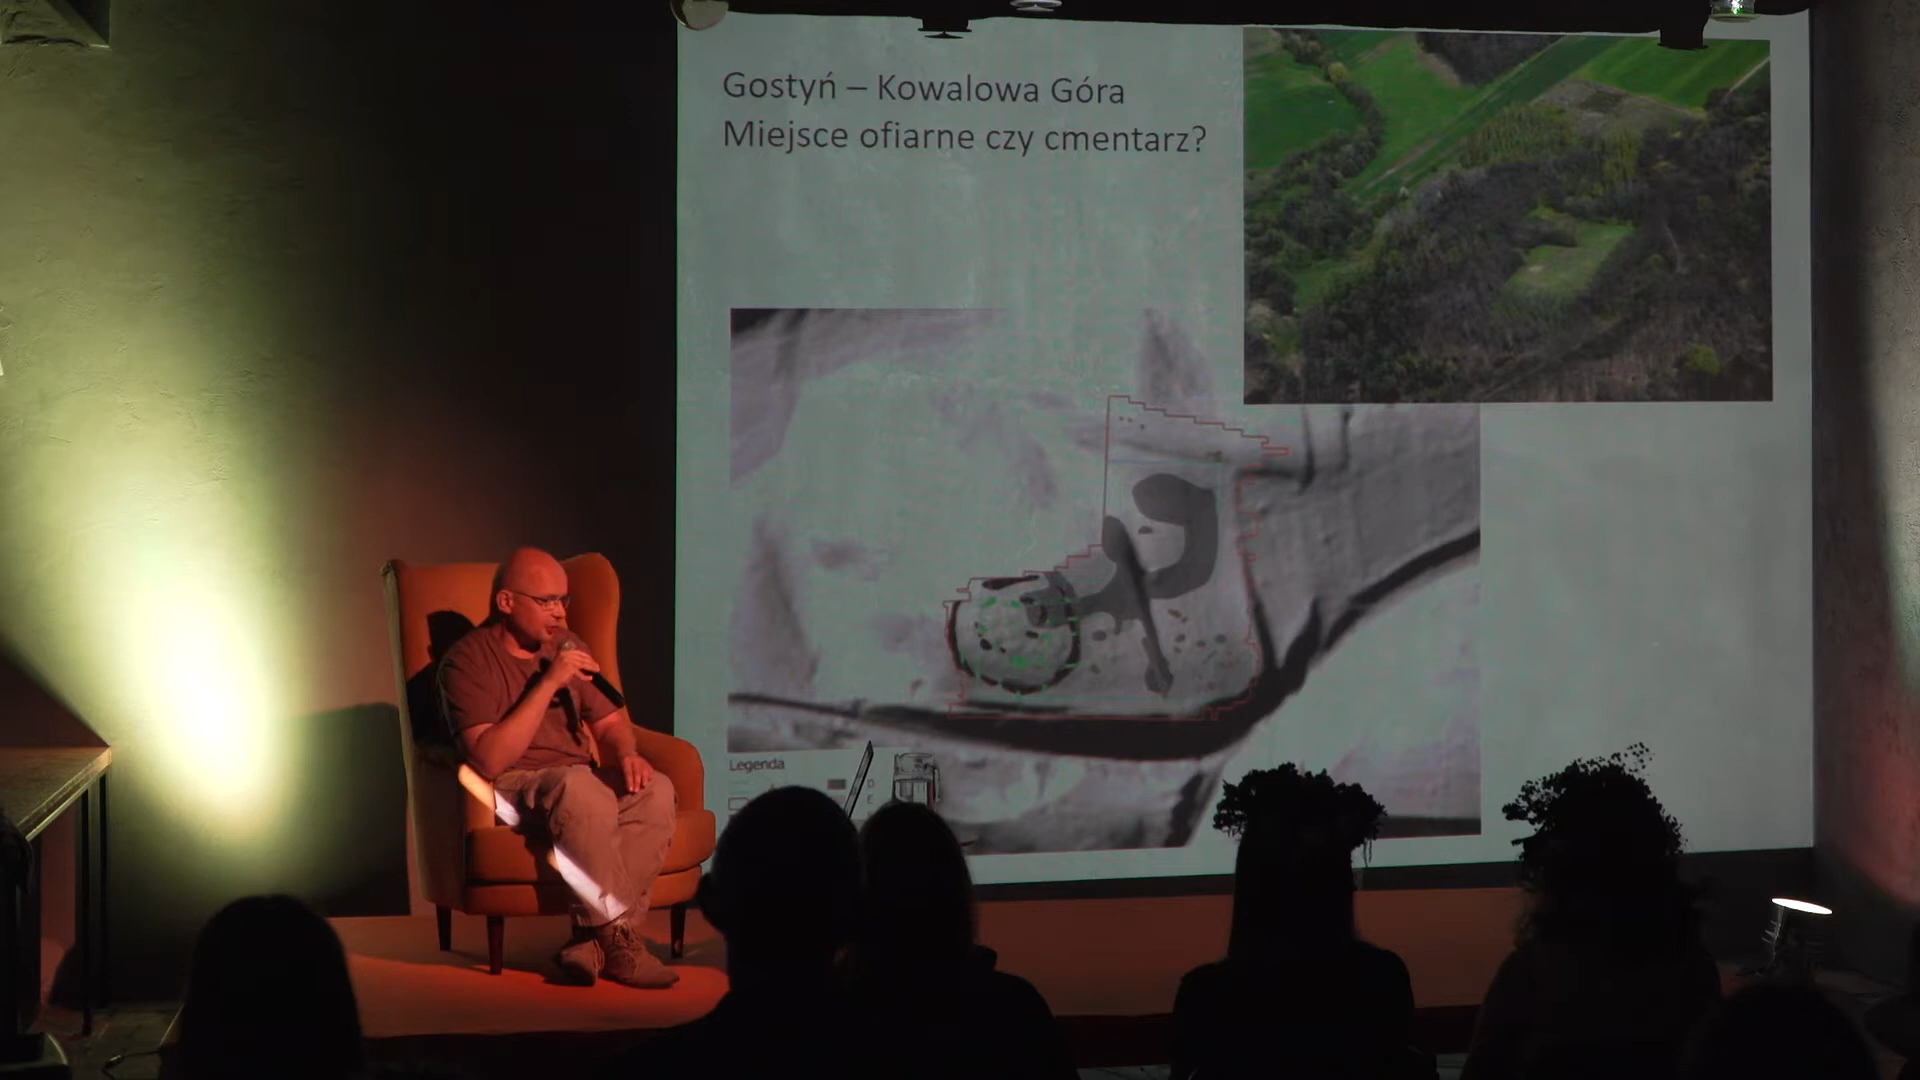 Gostyń – Kowalowa Góra
Miejsce ofiarne czy cmentarz?
Legenda
D
E